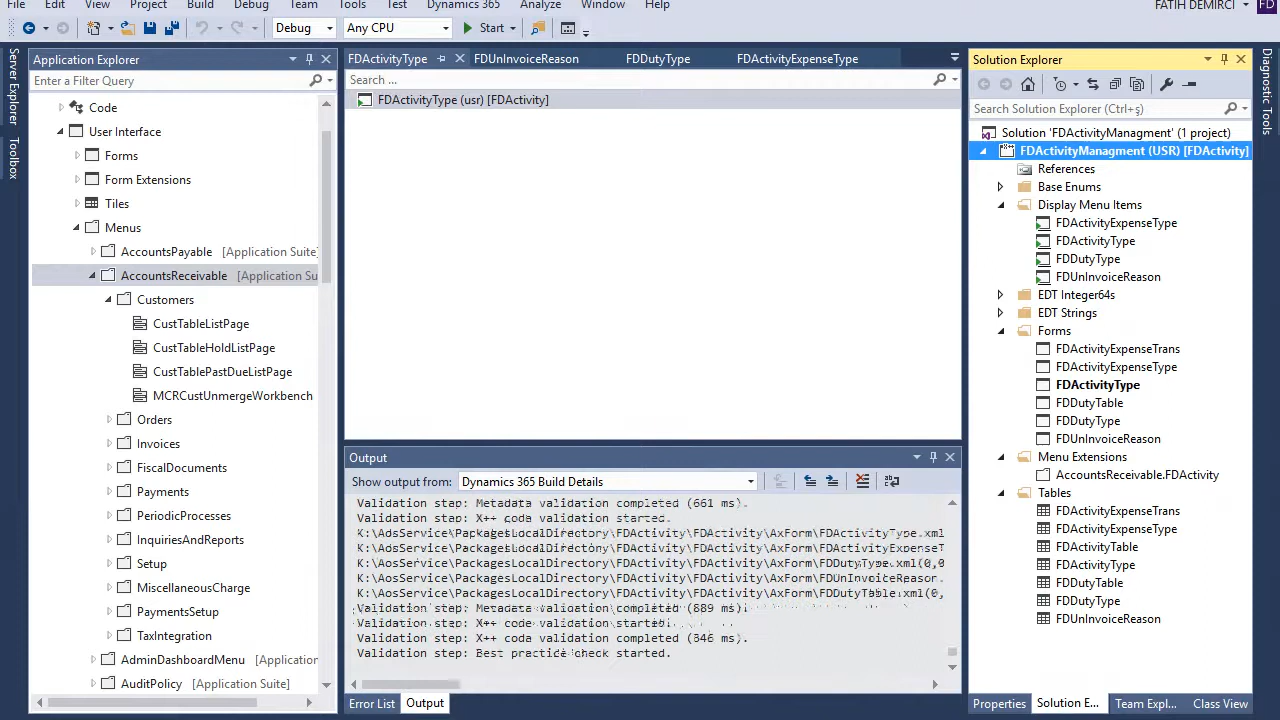 File Edit View Project Build Debug Team Tools Test Dynamics 365 Analyze Window Help FATIH DEMIRCI FD
Debug Any CPU Start
Server Explorer
Toolbox
Application Explorer
Enter a Filter Query
Code
User Interface
Forms
Form Extensions
Tiles
Menus
AccountsPayable [Application Suite]
AccountsReceivable [Application Su
Customers
CustTableListPage
CustTableHoldListPage
CustTablePastDueListPage
MCRCustUnmergeWorkbench
Orders
Invoices
FiscalDocuments
Payments
PeriodicProcesses
InquiriesAndReports
Setup
MiscellaneousCharge
PaymentsSetup
TaxIntegration
AdminDashboardMenu [Application Suite]
AuditPolicy [Application Suite]
FDActivityType FDUnInvoiceReason FDDutyType FDActivityExpenseType
Search ...
FDActivityType (usr) [FDActivity]
Output
Show output from: Dynamics 365 Build Details
Validation step: Metadata validation completed (661 ms).
Validation step: X++ code validation started.
K:\AosService\PackagesLocalDirectory\FDActivity\FDActivity\AxForm\FDActivityType.xml
K:\AosService\PackagesLocalDirectory\FDActivity\FDActivity\AxForm\FDActivityExpenseT
K:\AosService\PackagesLocalDirectory\FDActivity\FDActivity\AxForm\FDDutyType.xml(0,0
K:\AosService\PackagesLocalDirectory\FDActivity\FDActivity\AxForm\FDUnInvoiceReason.
K:\AosService\PackagesLocalDirectory\FDActivity\FDActivity\AxForm\FDDutyTable.xml(0,
Validation step: Metadata validation completed (889 ms).
Validation step: X++ code validation started.
Validation step: X++ code validation completed (346 ms).
Validation step: Best practice check started.
Error List Output
Solution Explorer
Search Solution Explorer (Ctrl+ş)
Solution 'FDActivityManagment' (1 project)
FDActivityManagment (USR) [FDActivity]
References
Base Enums
Display Menu Items
FDActivityExpenseType
FDActivityType
FDDutyType
FDUnInvoiceReason
EDT Integer64s
EDT Strings
Forms
FDActivityExpenseTrans
FDActivityExpenseType
FDActivityType
FDDutyTable
FDDutyType
FDUnInvoiceReason
Menu Extensions
AccountsReceivable.FDActivity
Tables
FDActivityExpenseTrans
FDActivityExpenseType
FDActivityTable
FDActivityType
FDDutyTable
FDDutyType
FDUnInvoiceReason
Properties Solution E... Team Expl... Class View
Diagnostic Tools